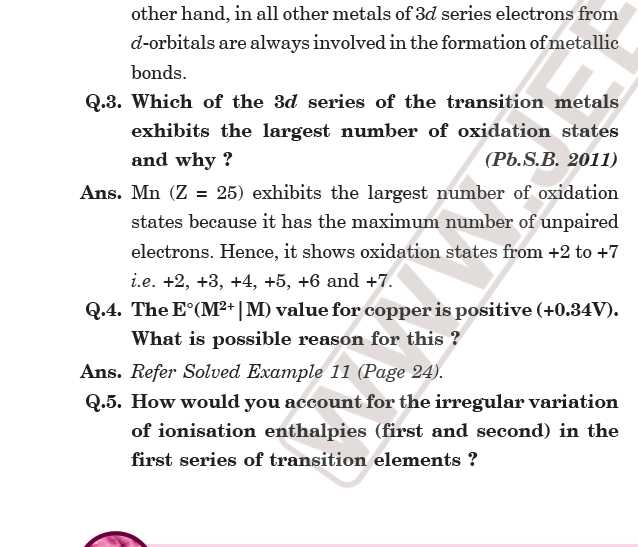 other hand, in all other metals of 3d series electrons from
d-orbitals are always involved in the formation of metallic
bonds.
Q.3. Which of the 3d series of the transition metals
exhibits the largest number of oxidation states
and why ? (Pb.S.B. 2011)
Ans. Mn (Z = 25) exhibits the largest number of oxidation
states because it has the maximum number of unpaired
electrons. Hence, it shows oxidation states from +2 to +7
i.e. +2, +3, +4, +5, +6 and +7.
Q.4. The E°(M²⁺|M) value for copper is positive (+0.34V).
What is possible reason for this ?
Ans. Refer Solved Example 11 (Page 24).
Q.5. How would you account for the irregular variation
of ionisation enthalpies (first and second) in the
first series of transition elements ?
WWW.JEE